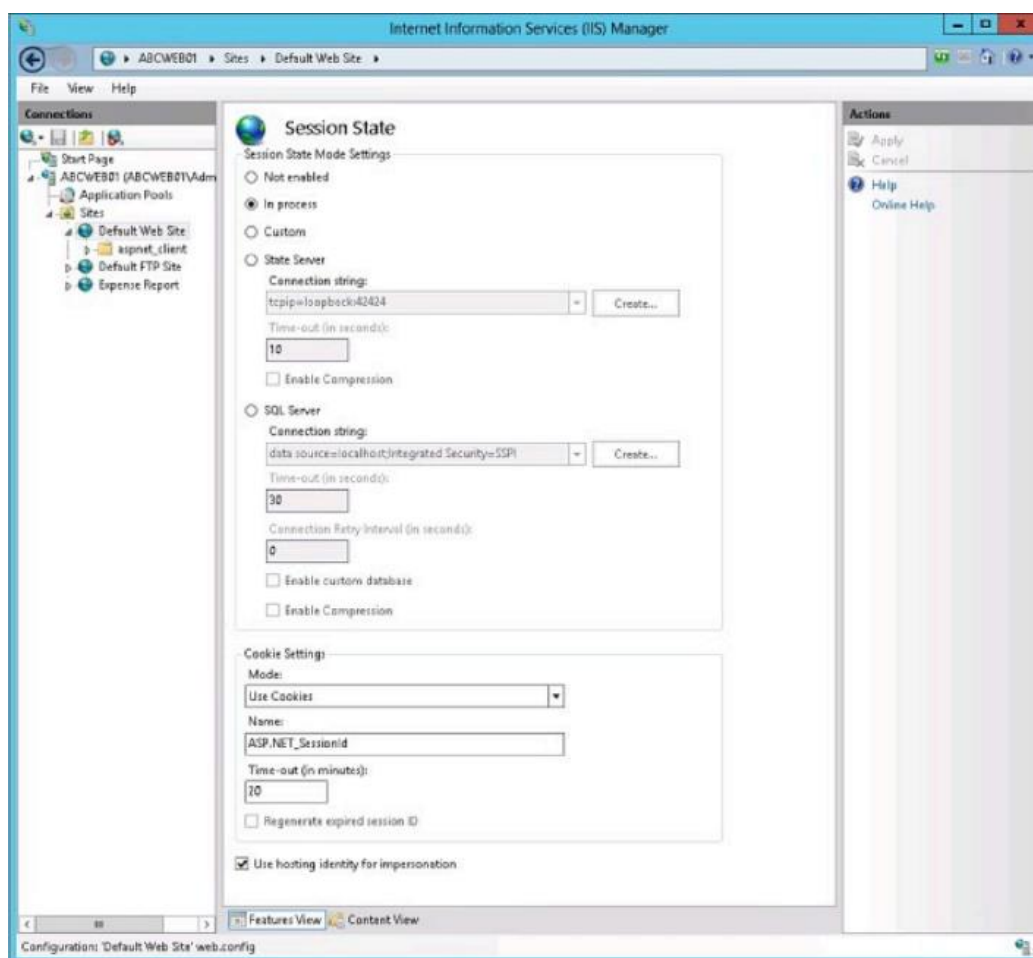 Internet Information Services (IIS) Manager
ABCWEB01 Sites Default Web Site
File View Help
Connections
Start Page
ABCWEB01 (ABCWEB01\Adm
Application Pools
Sites
Default Web Site
aspnet_client
Default FTP Site
Expense Report
Session State
Session State Mode Settings
Not enabled
In process
Custom
State Server
Connection string:
tcpip=loopback:42424
Create...
Time-out (in seconds):
10
Enable Compression
SQL Server
Connection string:
data source=localhost;Integrated Security=SSPI
Create...
Time-out (in seconds):
30
Connection Retry Interval (in seconds):
0
Enable custom database
Enable Compression
Cookie Settings
Mode:
Use Cookies
Name:
ASP.NET_SessionId
Time-out (in minutes):
20
Regenerate expired session ID
Use hosting identity for impersonation
Features View Content View
Actions
Apply
Cancel
Help
Online Help
Configuration: 'Default Web Site' web.config